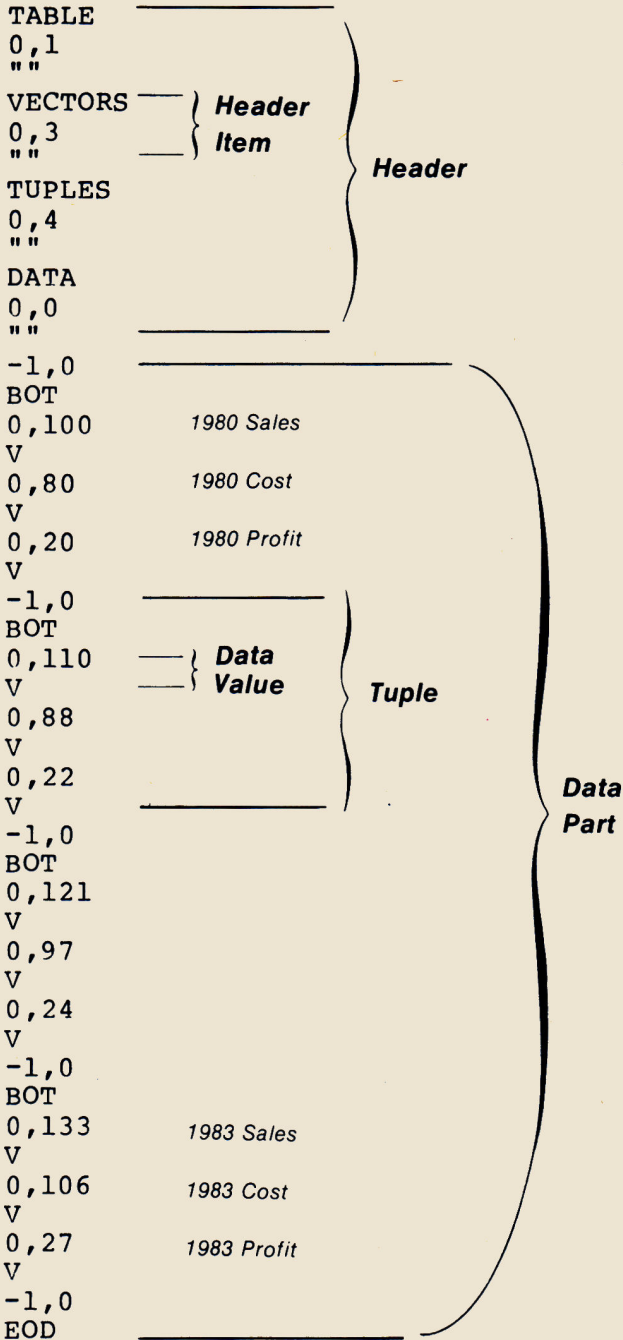 TABLE
0,1
""
VECTORS
0,3
""
Header
Item
Header
TUPLES
0,4
""
DATA
0,0
""
-1,0
BOT
0,100 1980 Sales
V
0,80 1980 Cost
V
0,20 1980 Profit
V
-1,0
BOT
0,110
V
Data
Value
Tuple
0,88
V
0,22
V
Data
Part
-1,0
BOT
0,121
V
0,97
V
0,24
V
-1,0
BOT
0,133 1983 Sales
V
0,106 1983 Cost
V
0,27 1983 Profit
V
-1,0
EOD